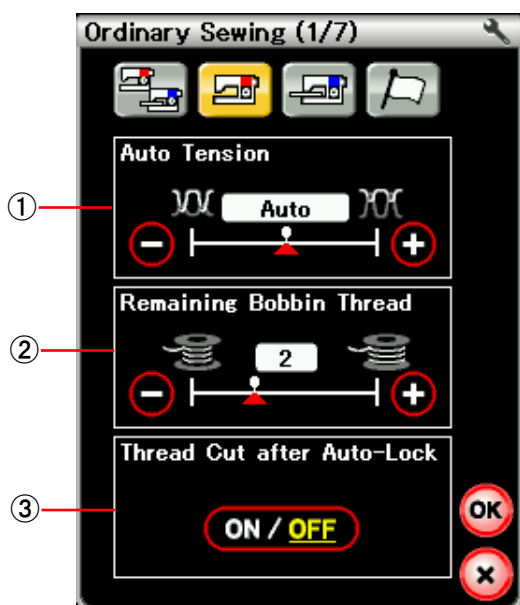 Ordinary Sewing (1/7)
Auto Tension
① Auto
Remaining Bobbin Thread
② 2
Thread Cut after Auto-Lock
③ ON / OFF
OK